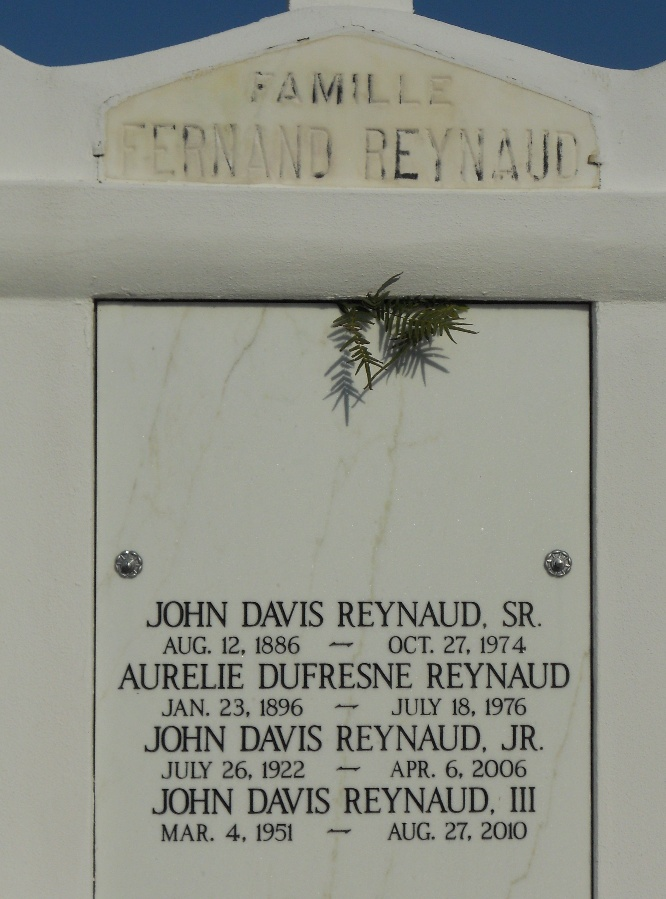 FAMILLE
FERNAND REYNAUD
JOHN DAVIS REYNAUD, SR.
AUG. 12, 1886 — OCT. 27, 1974
AURELIE DUFRESNE REYNAUD
JAN. 23, 1896 — JULY 18, 1976
JOHN DAVIS REYNAUD, JR.
JULY 26, 1922 — APR. 6, 2006
JOHN DAVIS REYNAUD, III
MAR. 4, 1951 — AUG. 27, 2010